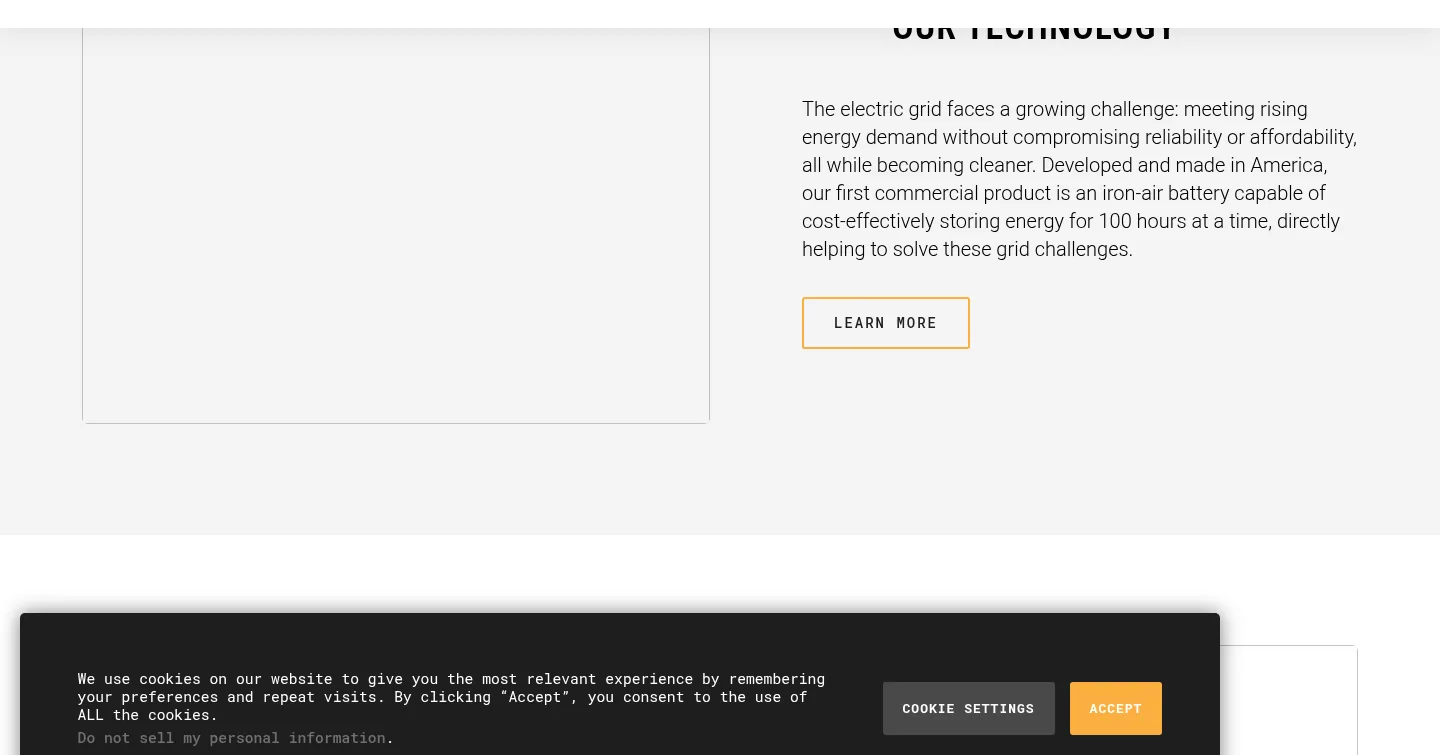 OUR TECHNOLOGY
The electric grid faces a growing challenge: meeting rising
energy demand without compromising reliability or affordability,
all while becoming cleaner. Developed and made in America,
our first commercial product is an iron-air battery capable of
cost-effectively storing energy for 100 hours at a time, directly
helping to solve these grid challenges.
LEARN MORE
We use cookies on our website to give you the most relevant experience by remembering
your preferences and repeat visits. By clicking “Accept”, you consent to the use of
ALL the cookies.
Do not sell my personal information.
COOKIE SETTINGS
ACCEPT